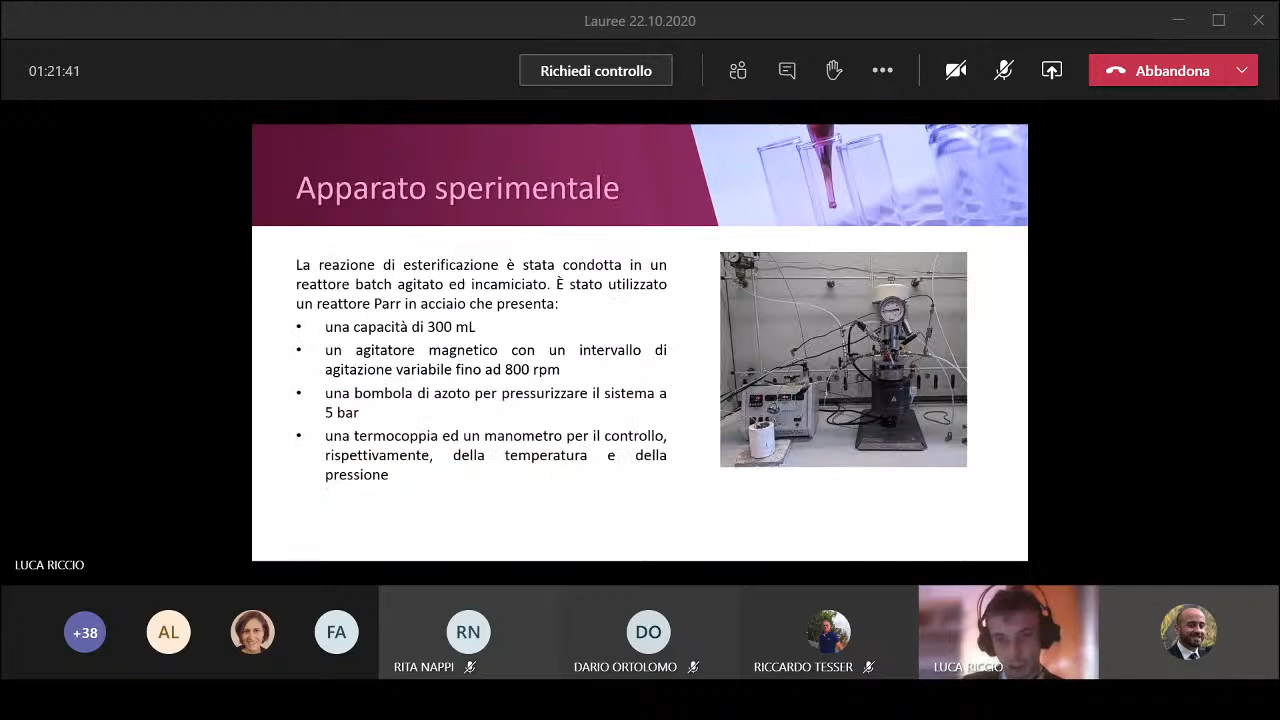 Lauree 22.10.2020
01:21:41
Richiedi controllo
Abbandona
Apparato sperimentale
La reazione di esterificazione è stata condotta in un
reattore batch agitato ed incamiciato. È stato utilizzato
un reattore Parr in acciaio che presenta:
• una capacità di 300 mL
• un agitatore magnetico con un intervallo di
agitazione variabile fino ad 800 rpm
• una bombola di azoto per pressurizzare il sistema a
5 bar
• una termocoppia ed un manometro per il controllo,
rispettivamente, della temperatura e della
pressione
LUCA RICCIO
+38
AL
FA
RN
DO
RITA NAPPI
DARIO ORTOLOMO
RICCARDO TESSER
LUCA RICCIO